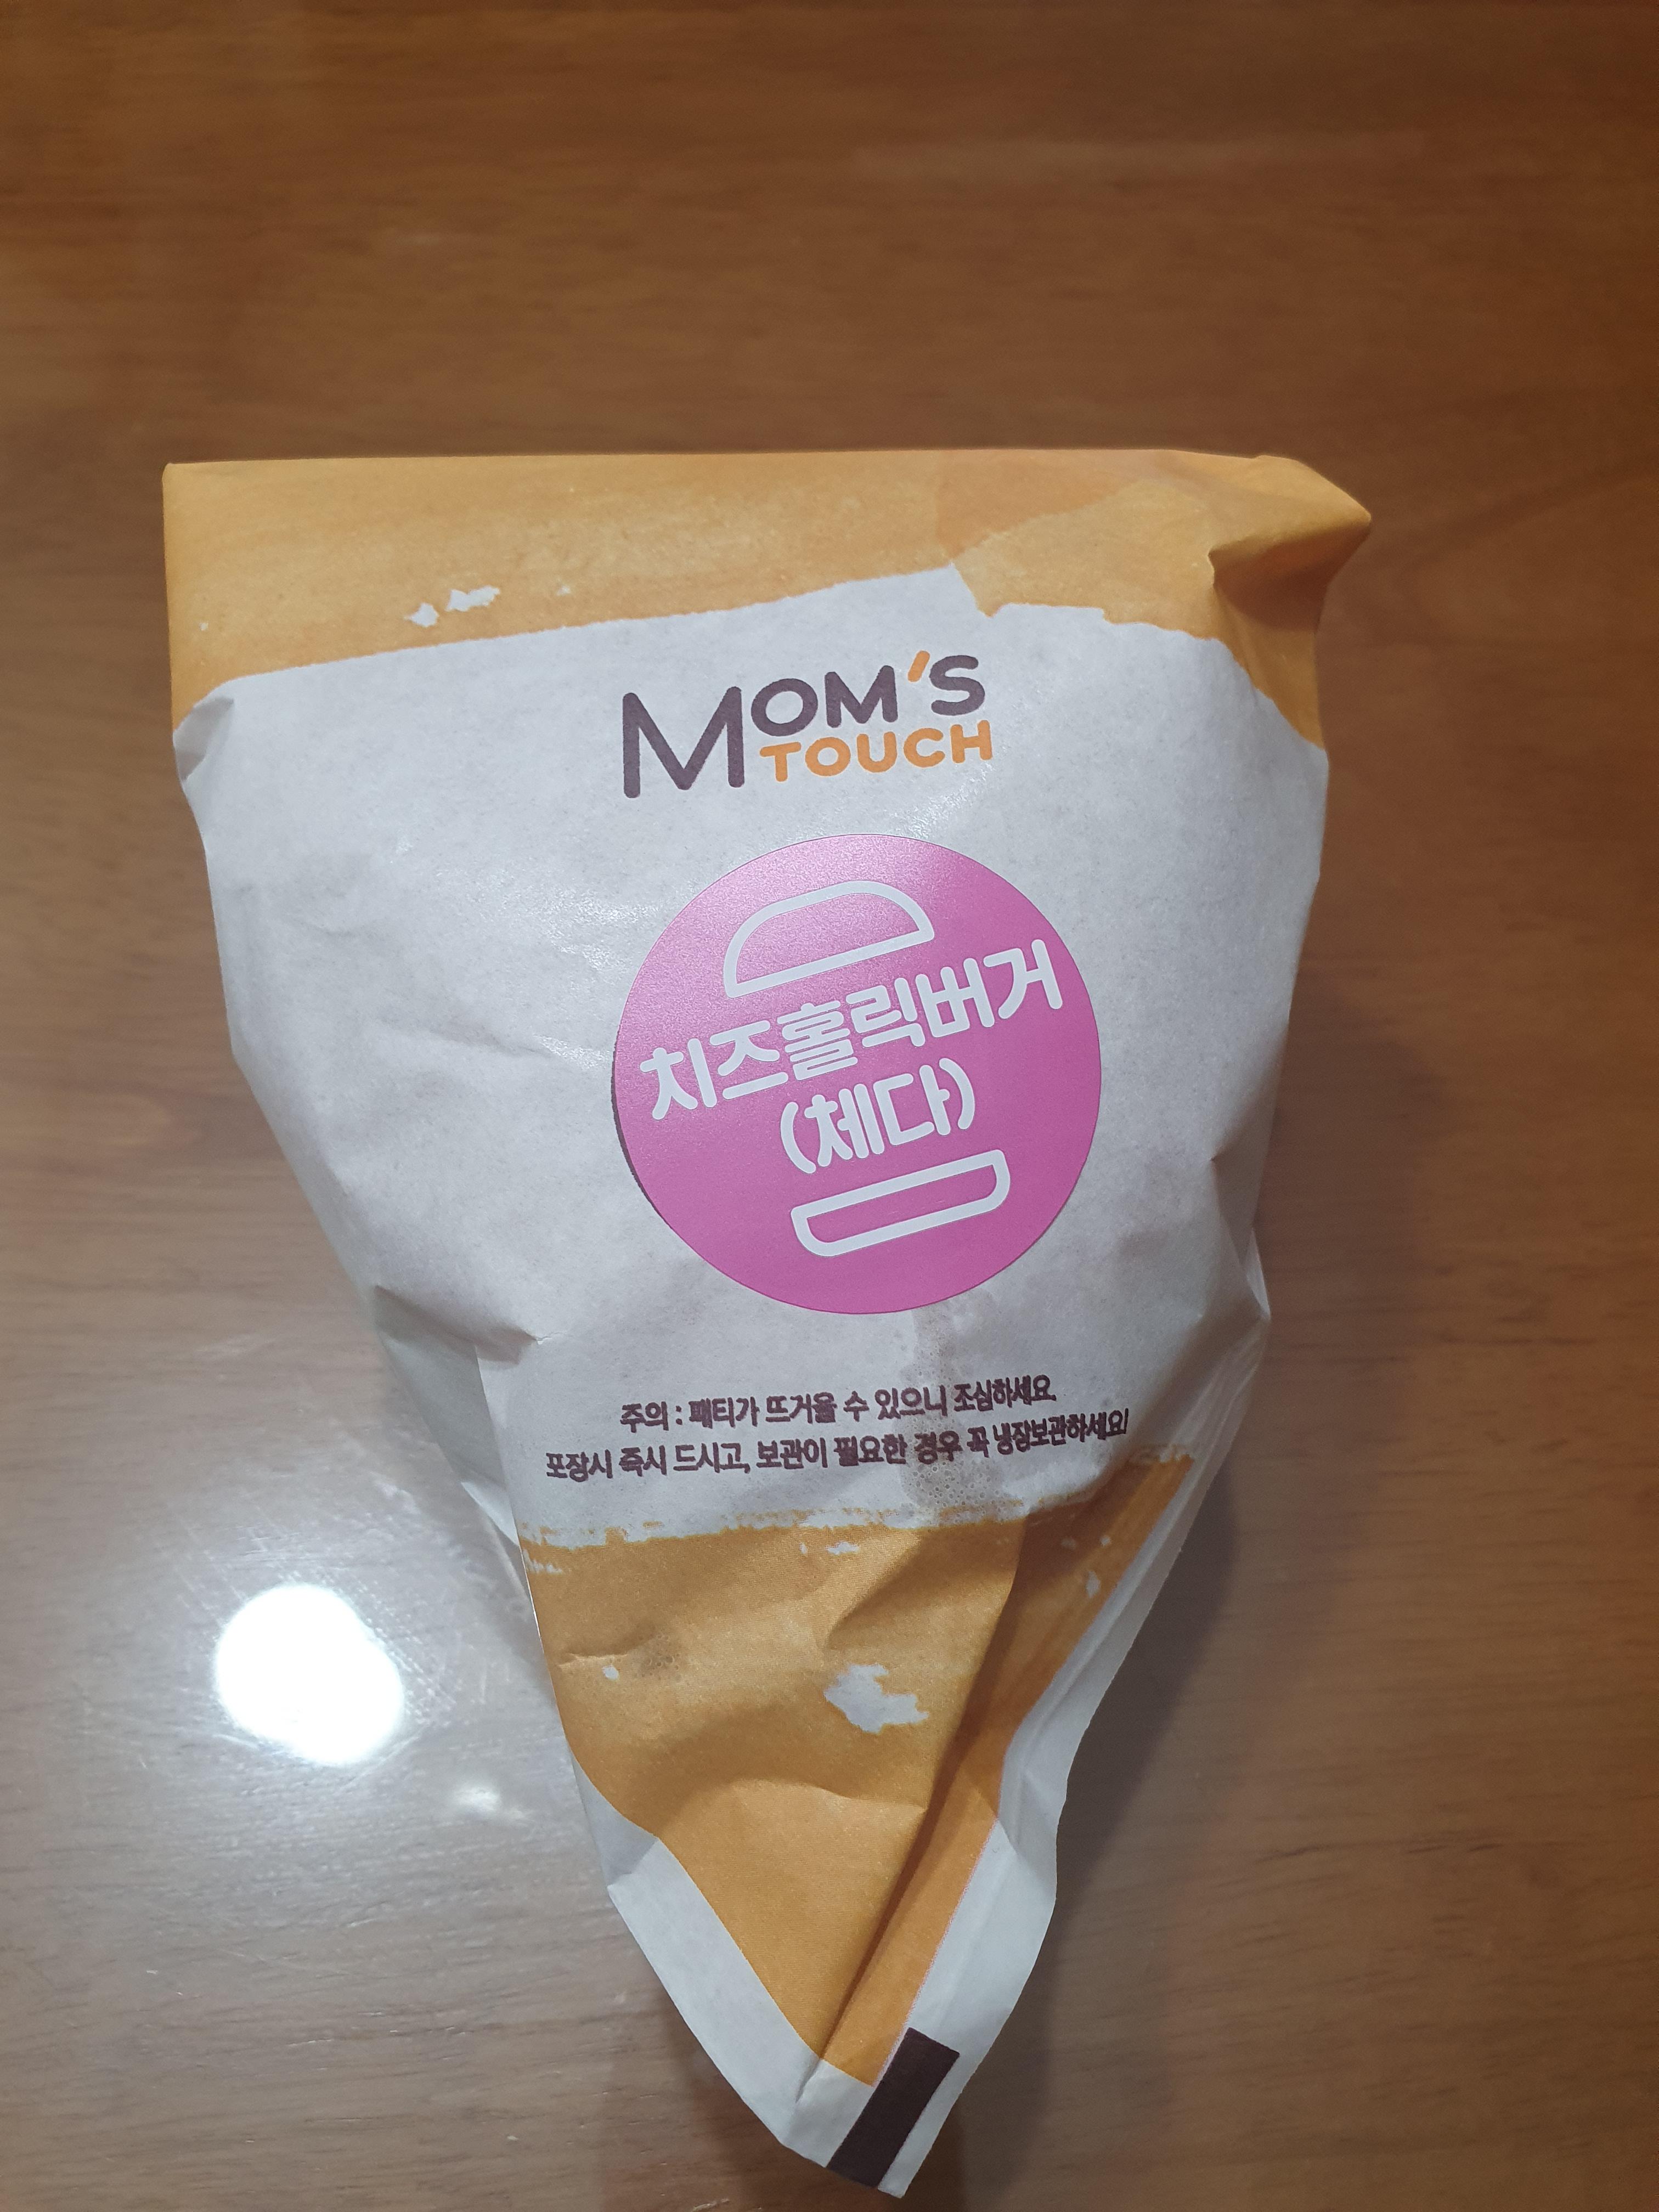 MOM'S
TOUCH
치즈홀릭버거
(체다)
주의 : 패티가 뜨거울 수 있으니 조심하세요.
포장시 즉시 드시고, 보관이 필요한 경우 꼭 냉장보관하세요!